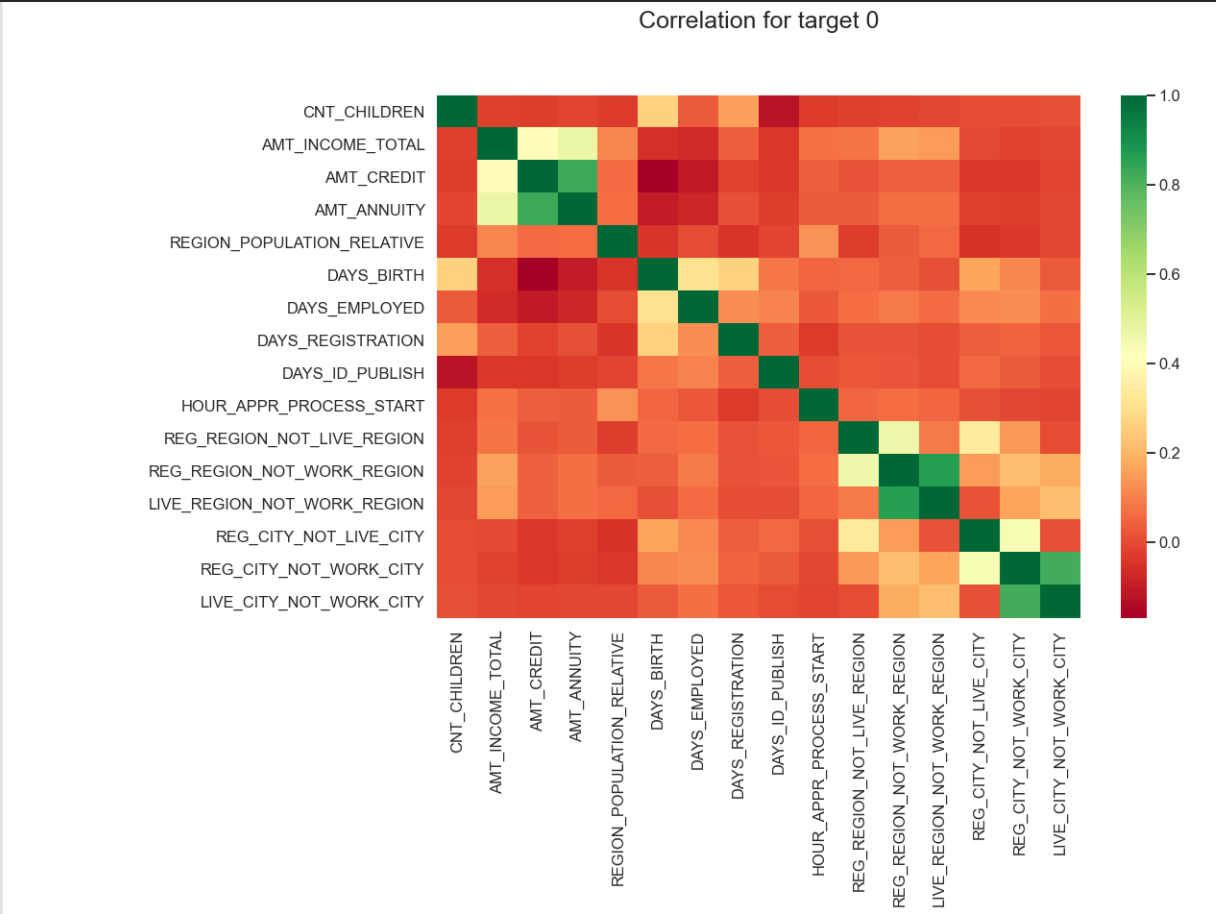 Correlation for target 0
CNT_CHILDREN
AMT_INCOME_TOTAL
AMT_CREDIT
AMT_ANNUITY
REGION_POPULATION_RELATIVE
DAYS_BIRTH
DAYS_EMPLOYED
DAYS_REGISTRATION
DAYS_ID_PUBLISH
HOUR_APPR_PROCESS_START
REG_REGION_NOT_LIVE_REGION
REG_REGION_NOT_WORK_REGION
LIVE_REGION_NOT_WORK_REGION
REG_CITY_NOT_LIVE_CITY
REG_CITY_NOT_WORK_CITY
LIVE_CITY_NOT_WORK_CITY
CNT_CHILDREN
AMT_INCOME_TOTAL
AMT_CREDIT
AMT_ANNUITY
REGION_POPULATION_RELATIVE
DAYS_BIRTH
DAYS_EMPLOYED
DAYS_REGISTRATION
DAYS_ID_PUBLISH
HOUR_APPR_PROCESS_START
REG_REGION_NOT_LIVE_REGION
REG_REGION_NOT_WORK_REGION
LIVE_REGION_NOT_WORK_REGION
REG_CITY_NOT_LIVE_CITY
REG_CITY_NOT_WORK_CITY
LIVE_CITY_NOT_WORK_CITY
1.0
0.8
0.6
0.4
0.2
0.0